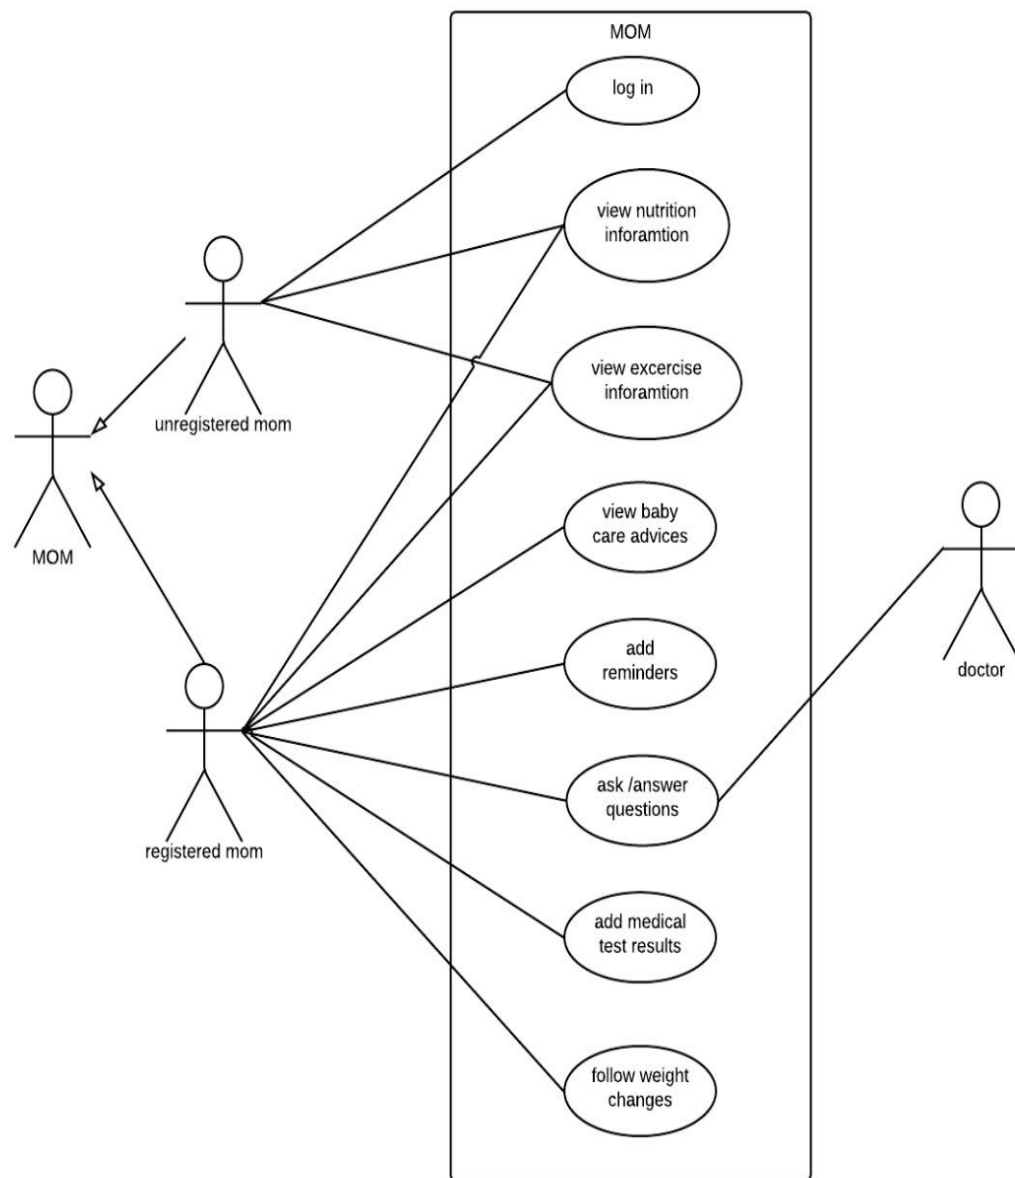 MOM
log in
view nutrition
inforamtion
unregistered mom
view excercise
inforamtion
MOM
view baby
care advices
doctor
add
reminders
registered mom
ask /answer
questions
add medical
test results
follow weight
changes